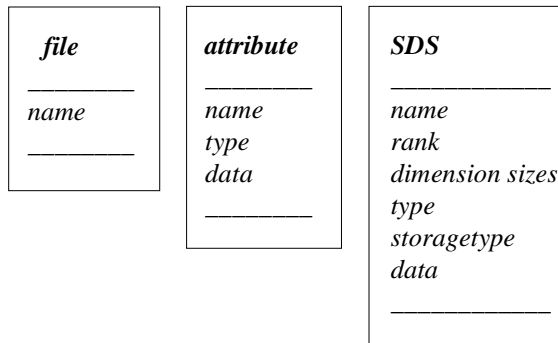 file
name
attribute
name
type
data
SDS
name
rank
dimension sizes
type
storagetype
data